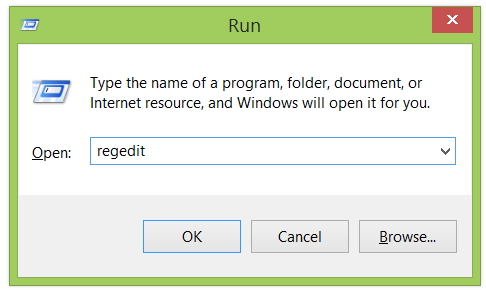 Run
Type the name of a program, folder, document, or
Internet resource, and Windows will open it for you.
Open: regedit
OK Cancel Browse...